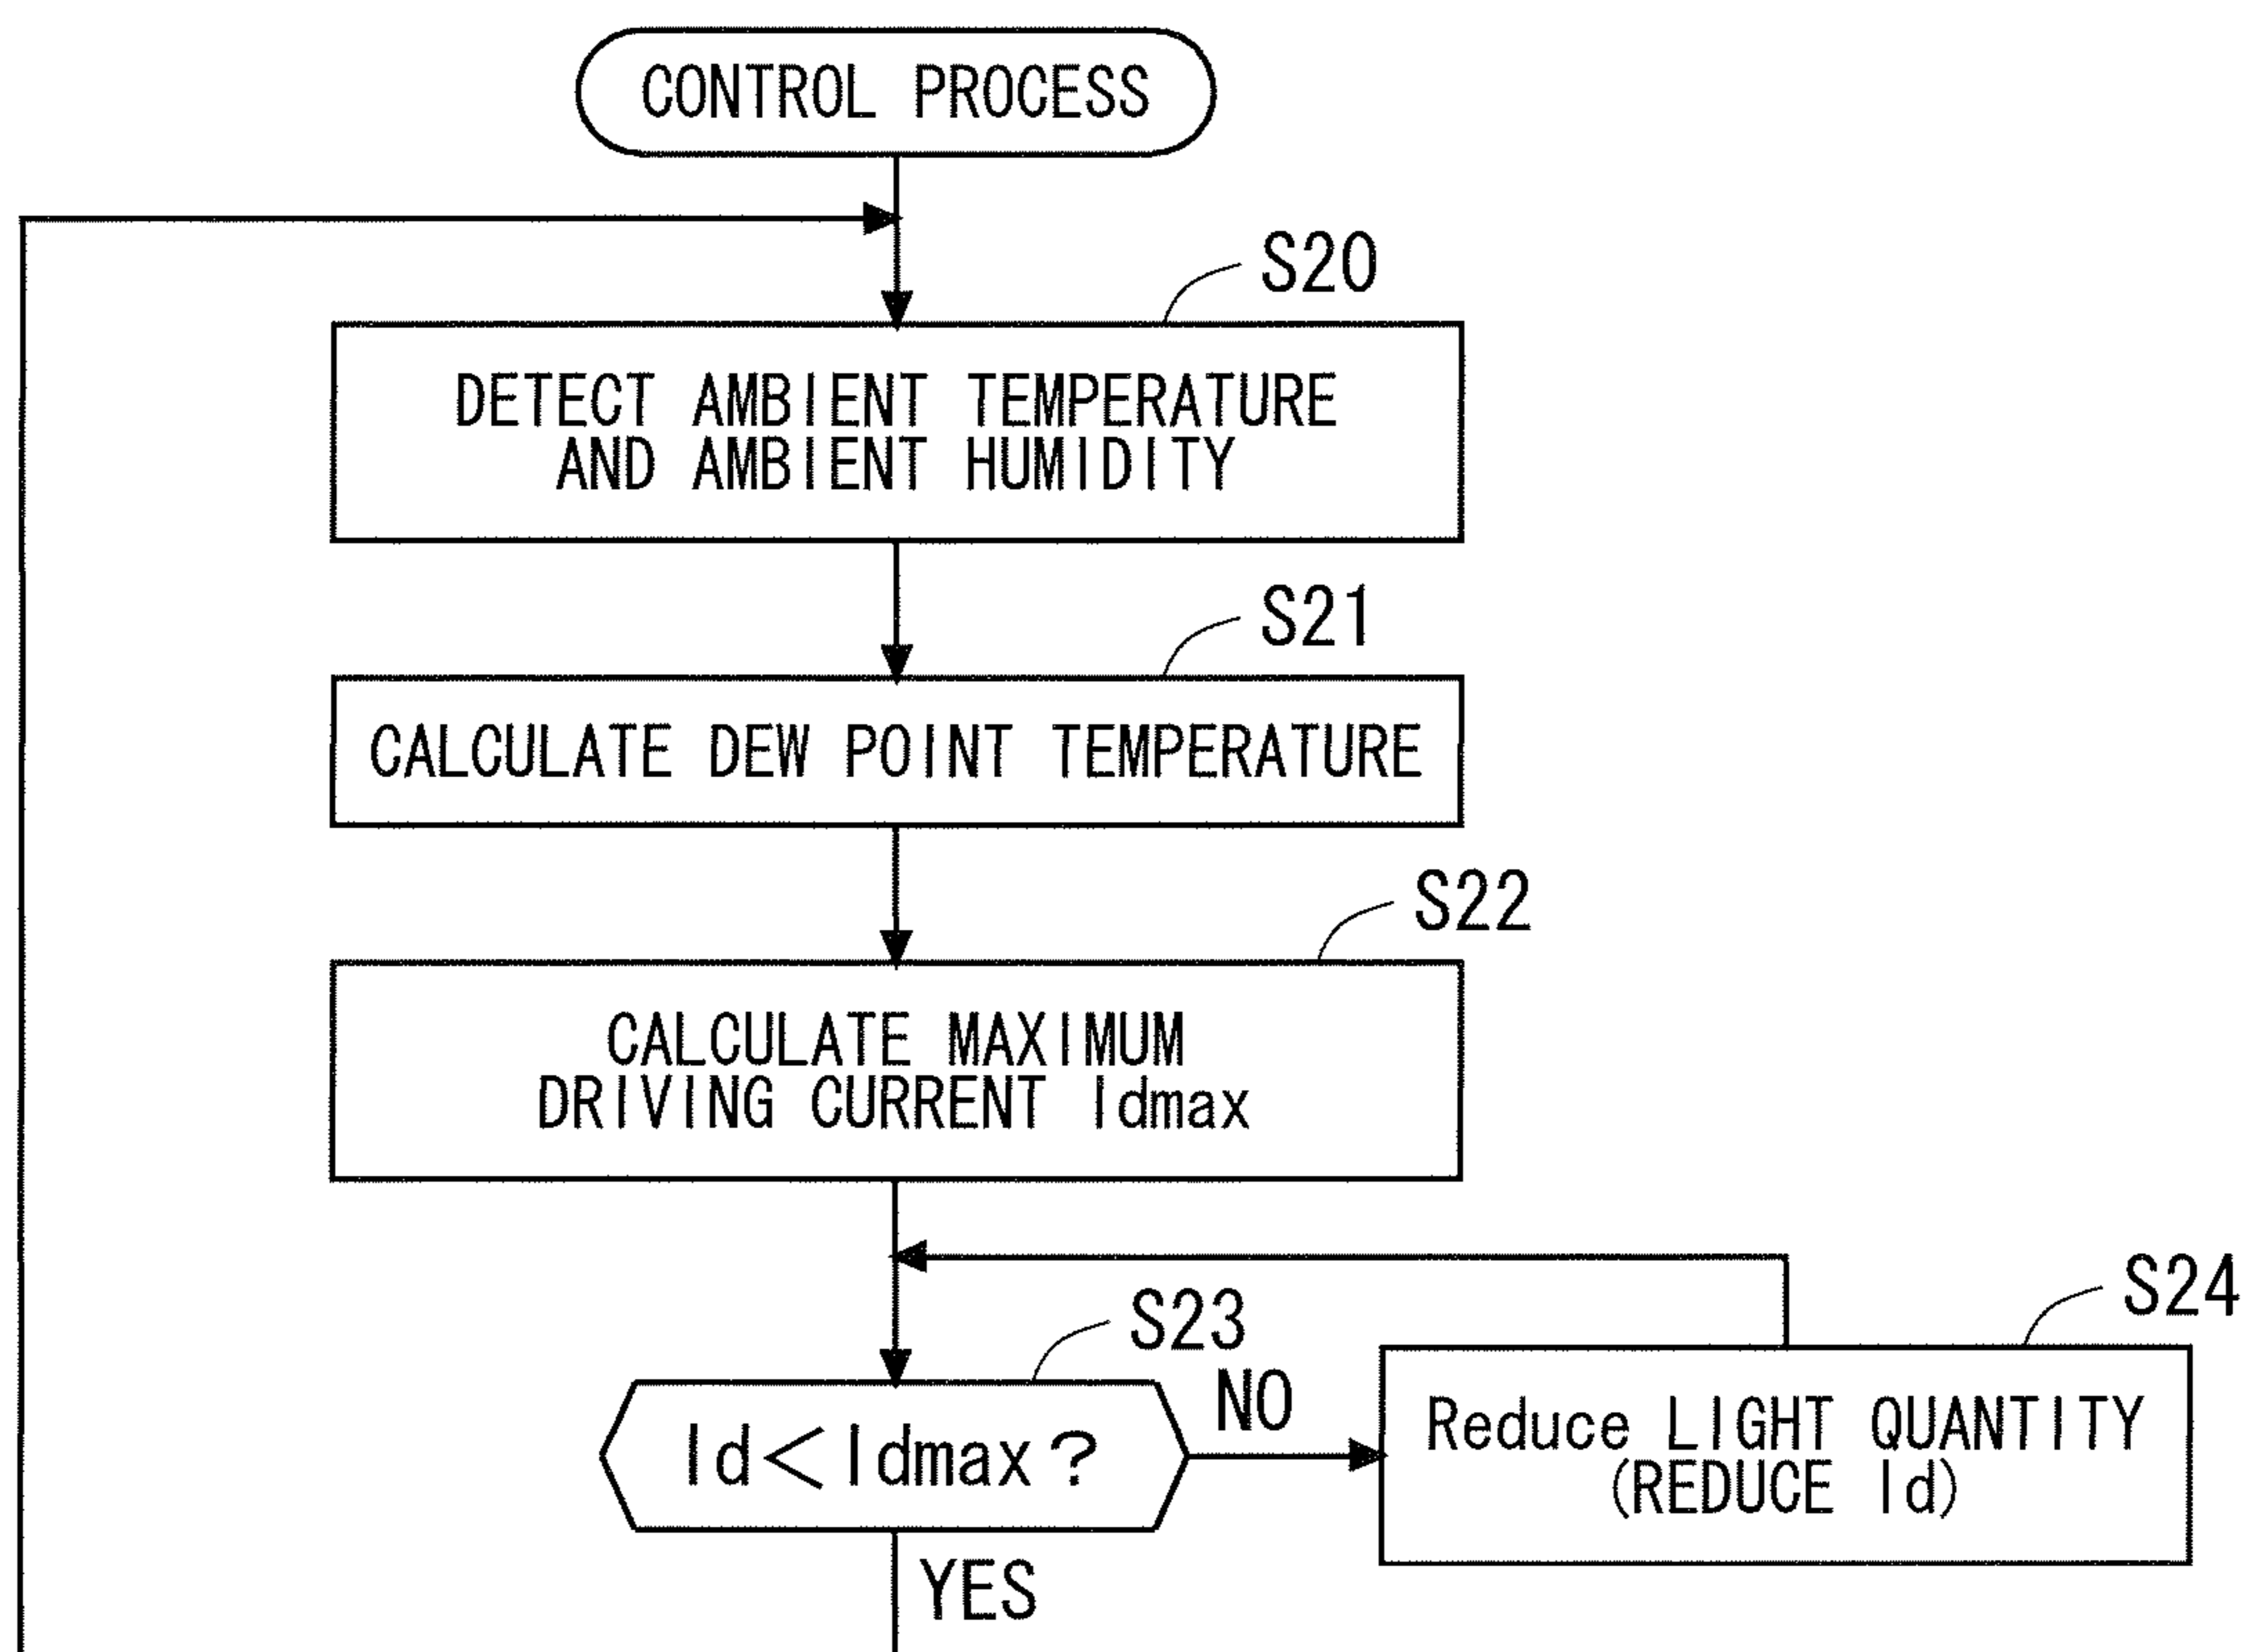 CONTROL PROCESS
S20
DETECT AMBIENT TEMPERATURE
AND AMBIENT HUMIDITY
S21
CALCULATE DEW POINT TEMPERATURE
S22
CALCULATE MAXIMUM
DRIVING CURRENT Idmax
S23
Id<Idmax?
NO
S24
Reduce LIGHT QUANTITY
(REDUCE Id)
YES